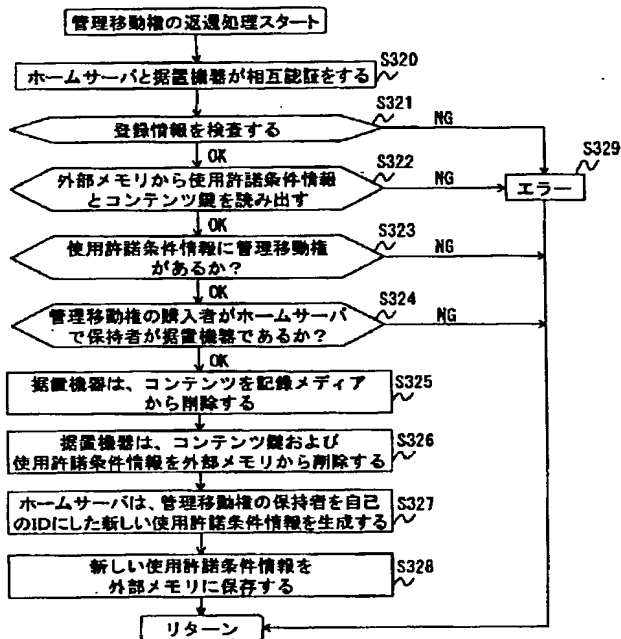 管理移動権の返還処理スタート
S320
ホームサーバと据置機器が相互認証をする
S321
登録情報を検査する
NG
OK
S322
S329
外部メモリから使用許諾条件情報
とコンテンツ鍵を読み出す
NG
エラー
OK
S323
使用許諾条件情報に管理移動権
があるか?
NG
OK
S324
管理移動権の購入者がホームサーバ
で保持者が据置機器であるか?
NG
OK
S325
据置機器は、コンテンツを記録メディア
から削除する
S326
据置機器は、コンテンツ鍵および
使用許諾条件情報を外部メモリから削除する
S327
ホームサーバは、管理移動権の保持者を自己
のIDにした新しい使用許諾条件情報を生成する
S328
新しい使用許諾条件情報を
外部メモリに保存する
リターン